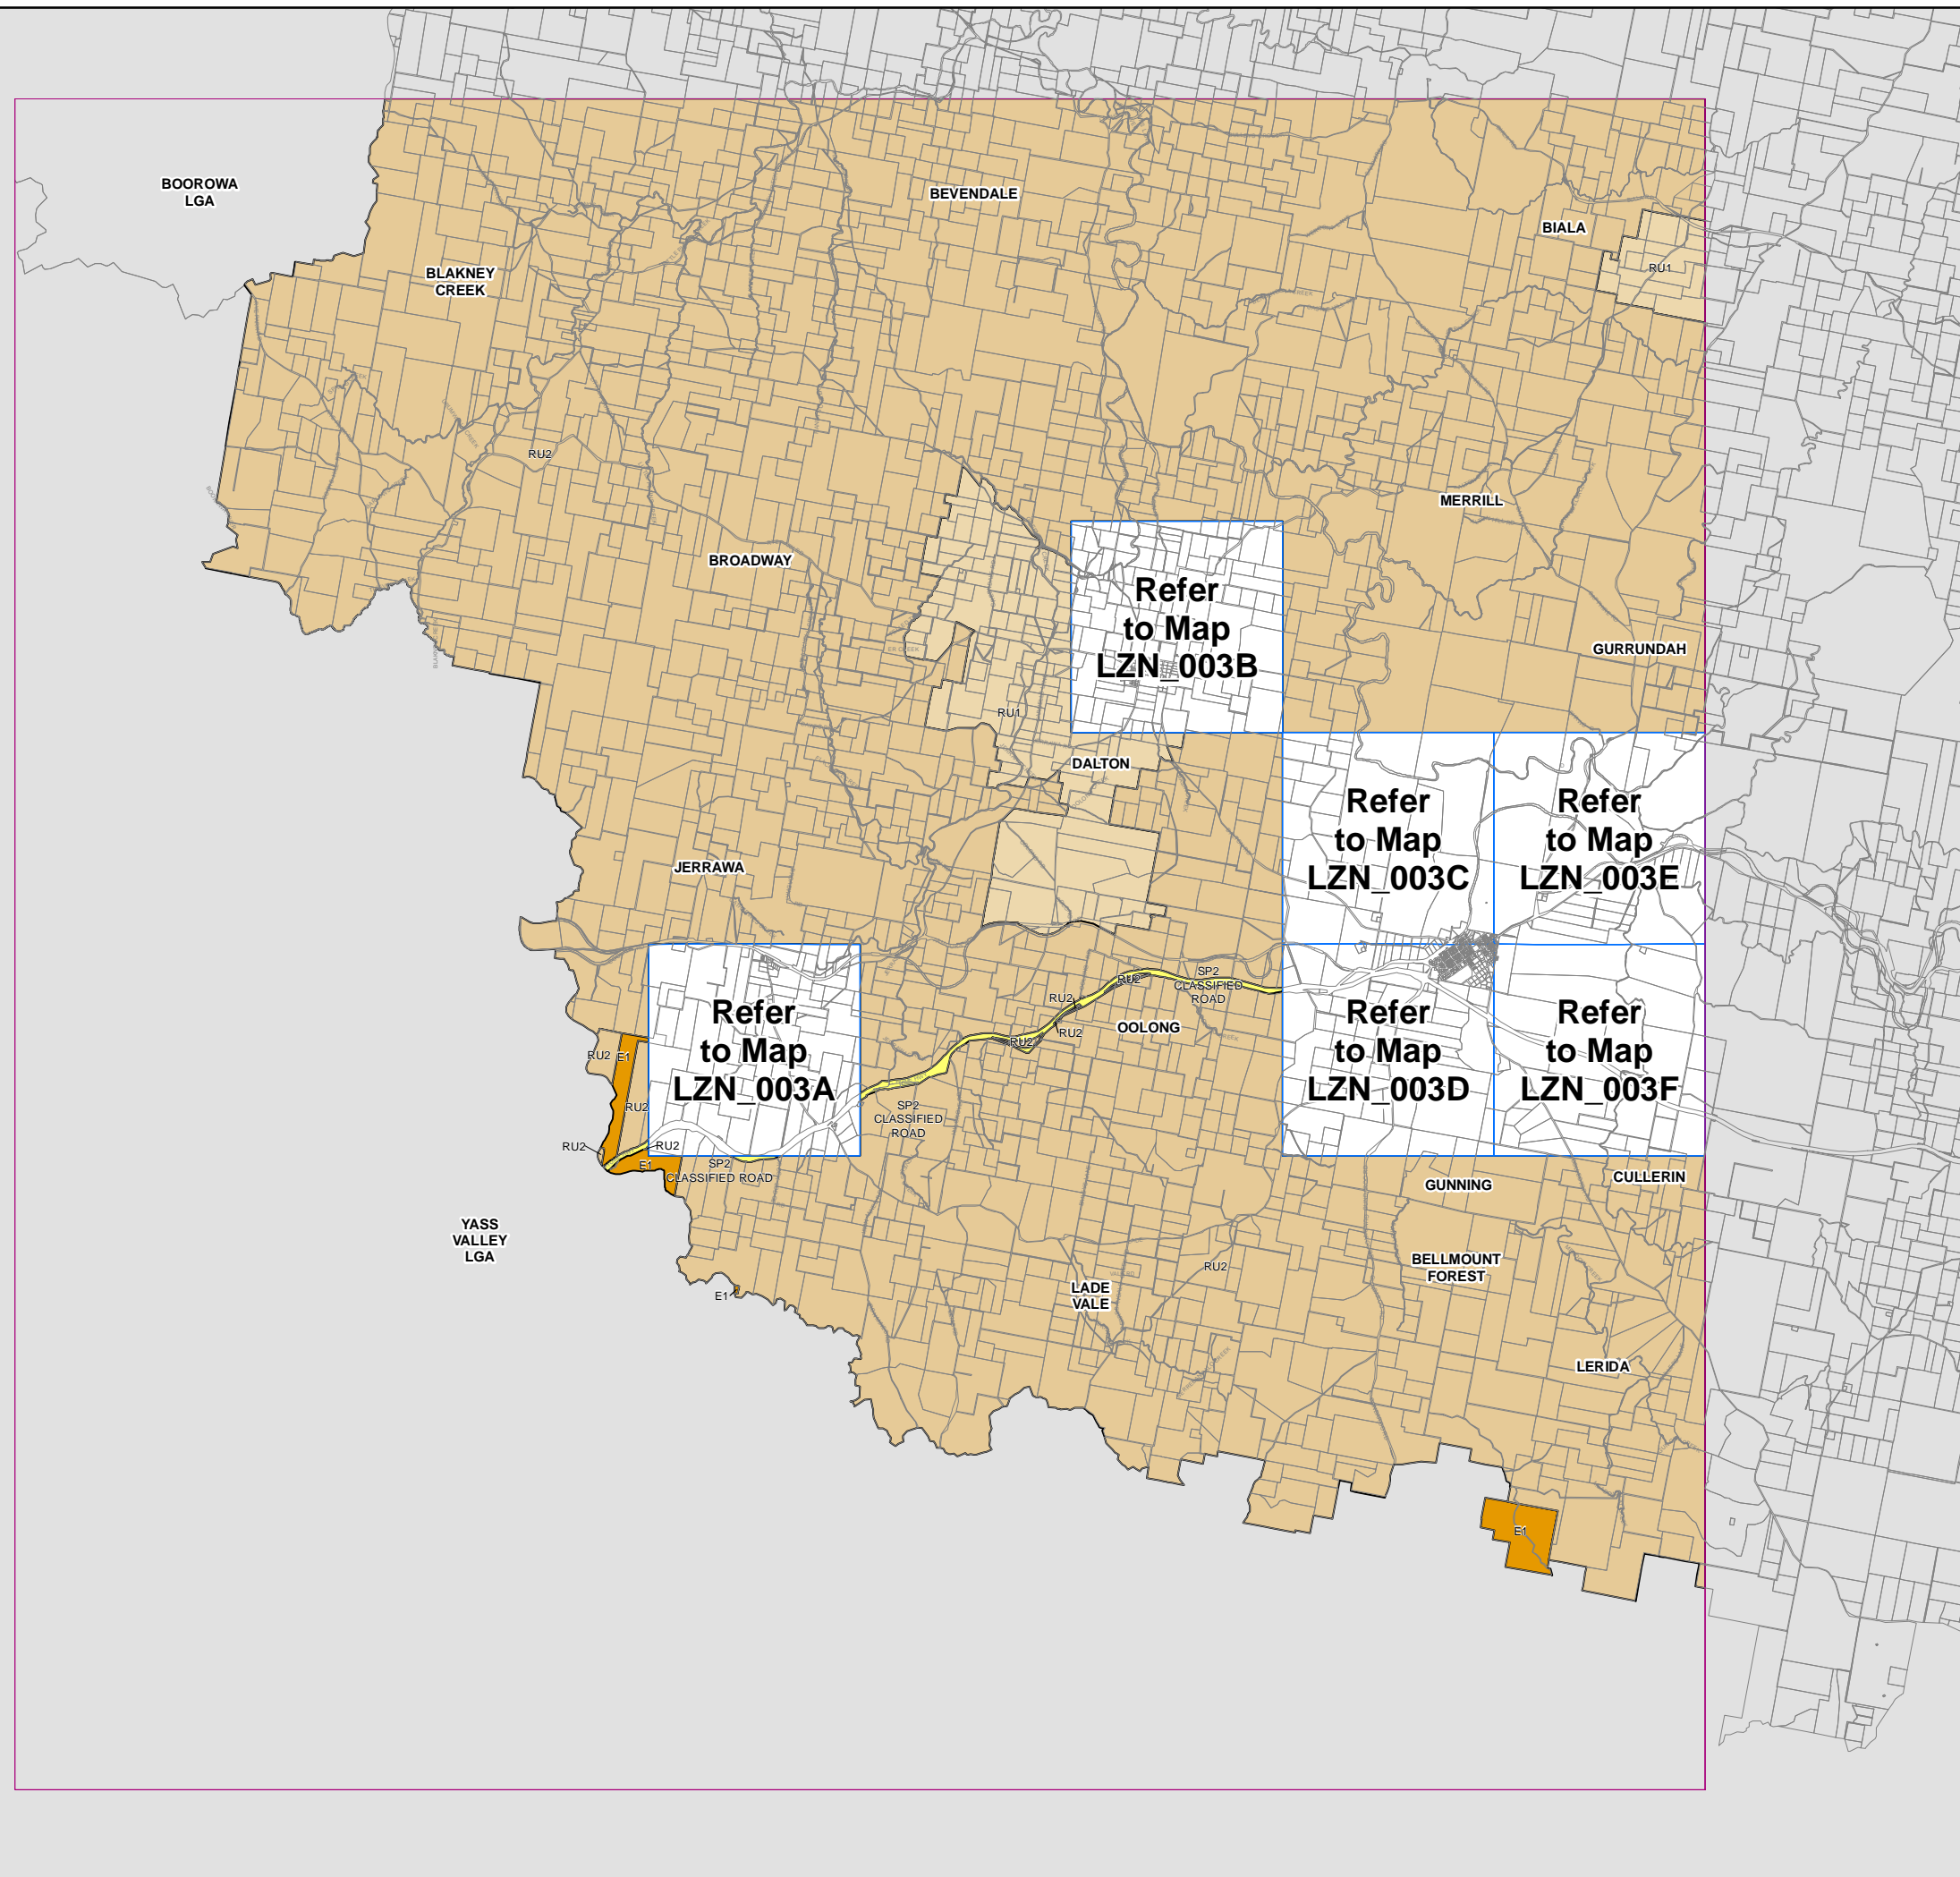 BOOROWA
LGA
BEVENDALE
BIALA
RU1
BLAKNEY
CREEK
RU2
MERRILL
BROADWAY
Refer
to Map
LZN_003B
GURRUNDAH
RU1
DALTON
Refer
to Map
LZN_003C
Refer
to Map
LZN_003E
JERRAWA
RU2
SP2
CLASSIFIED
ROAD
RU2
OOLONG
RU2
RU2
Refer
to Map
LZN_003A
Refer
to Map
LZN_003D
Refer
to Map
LZN_003F
RU2
E1
RU2
SP2
CLASSIFIED
ROAD
RU2
RU2
E1
SP2
CLASSIFIED ROAD
GUNNING
CULLERIN
YASS
VALLEY
LGA
RU2
BELLMOUNT
FOREST
E1
LADE
VALE
LERIDA
E1